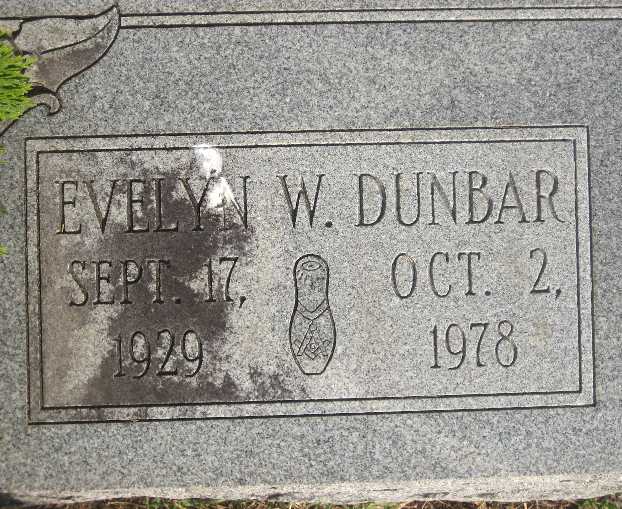 EVELYN W. DUNBAR
SEPT. 17, OCT. 2,
1929 1978